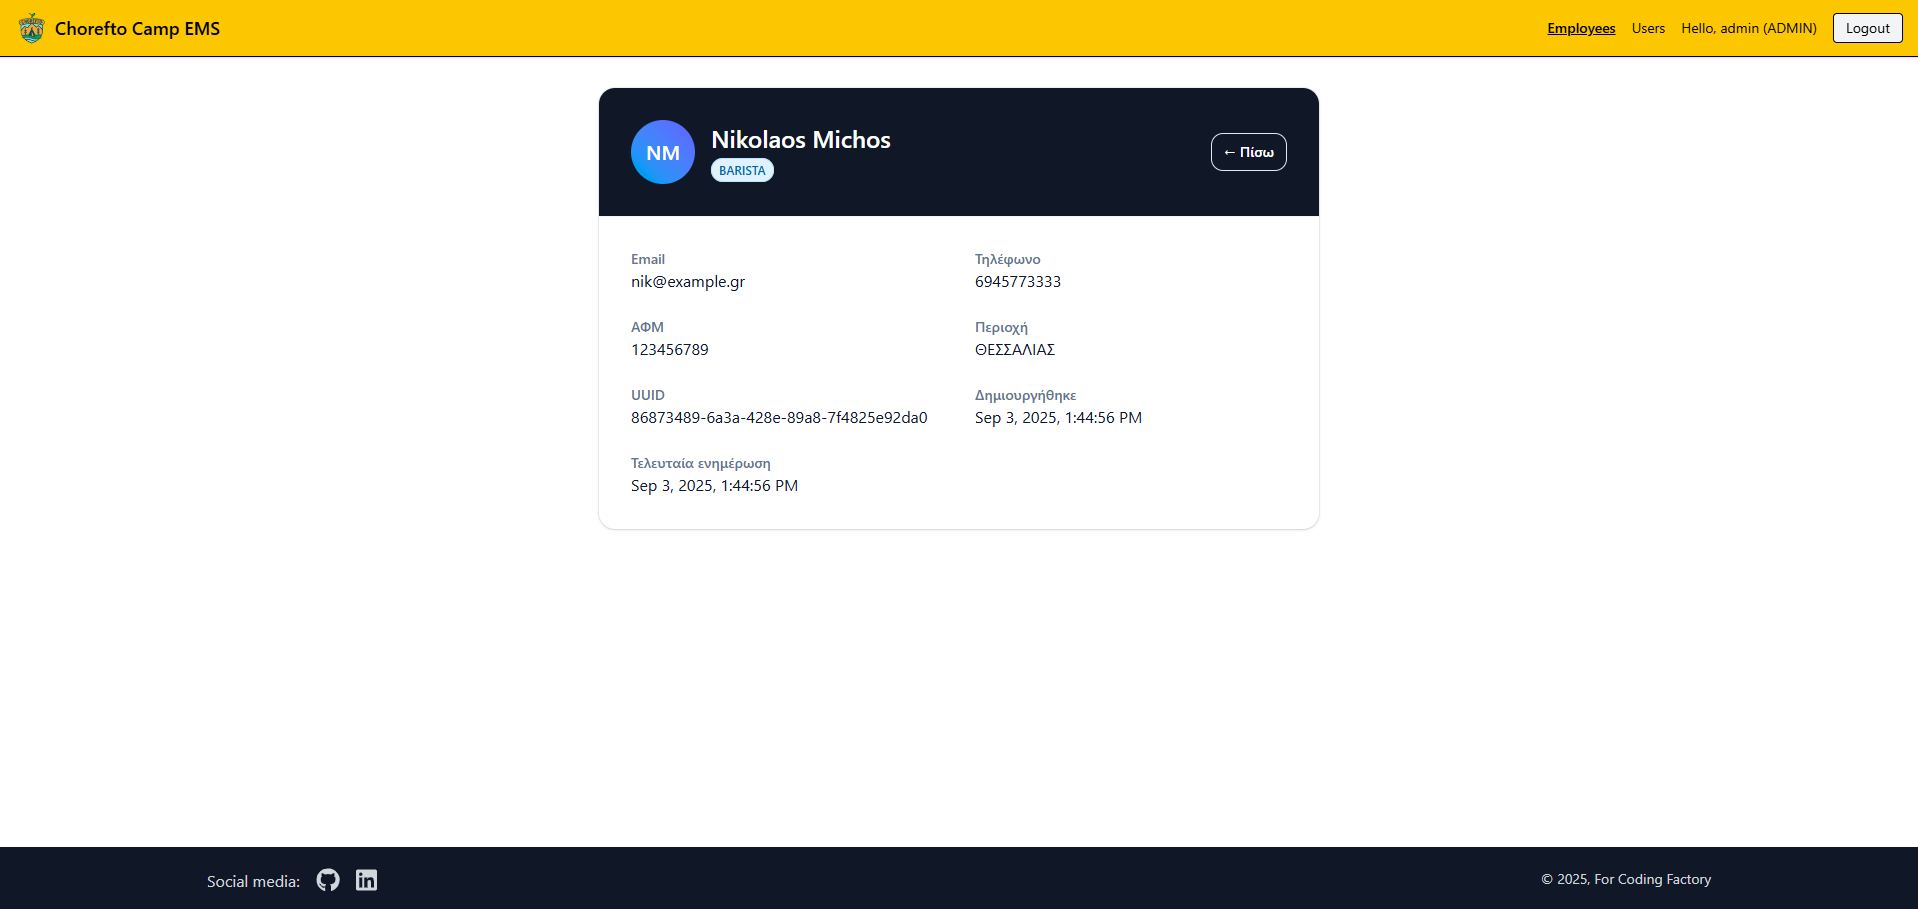 Chorefto Camp EMS
Employees Users Hello, admin (ADMIN) Logout
NM
Nikolaos Michos
BARISTA
← Πίσω
Email
nik@example.gr
Τηλέφωνο
6945773333
ΑΦΜ
123456789
Περιοχή
ΘΕΣΣΑΛΙΑΣ
UUID
86873489-6a3a-428e-89a8-7f4825e92da0
Δημιουργήθηκε
Sep 3, 2025, 1:44:56 PM
Τελευταία ενημέρωση
Sep 3, 2025, 1:44:56 PM
Social media:
© 2025, For Coding Factory